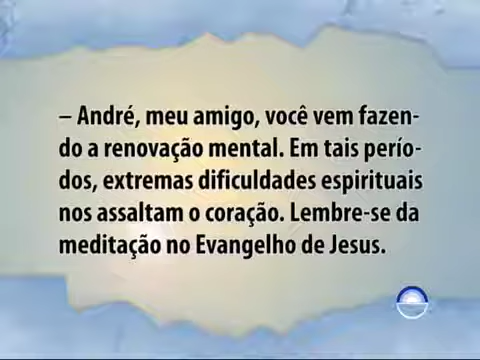 – André, meu amigo, você vem fazen-
do a renovação mental. Em tais perío-
dos, extremas dificuldades espirituais
nos assaltam o coração. Lembre-se da
meditação no Evangelho de Jesus.